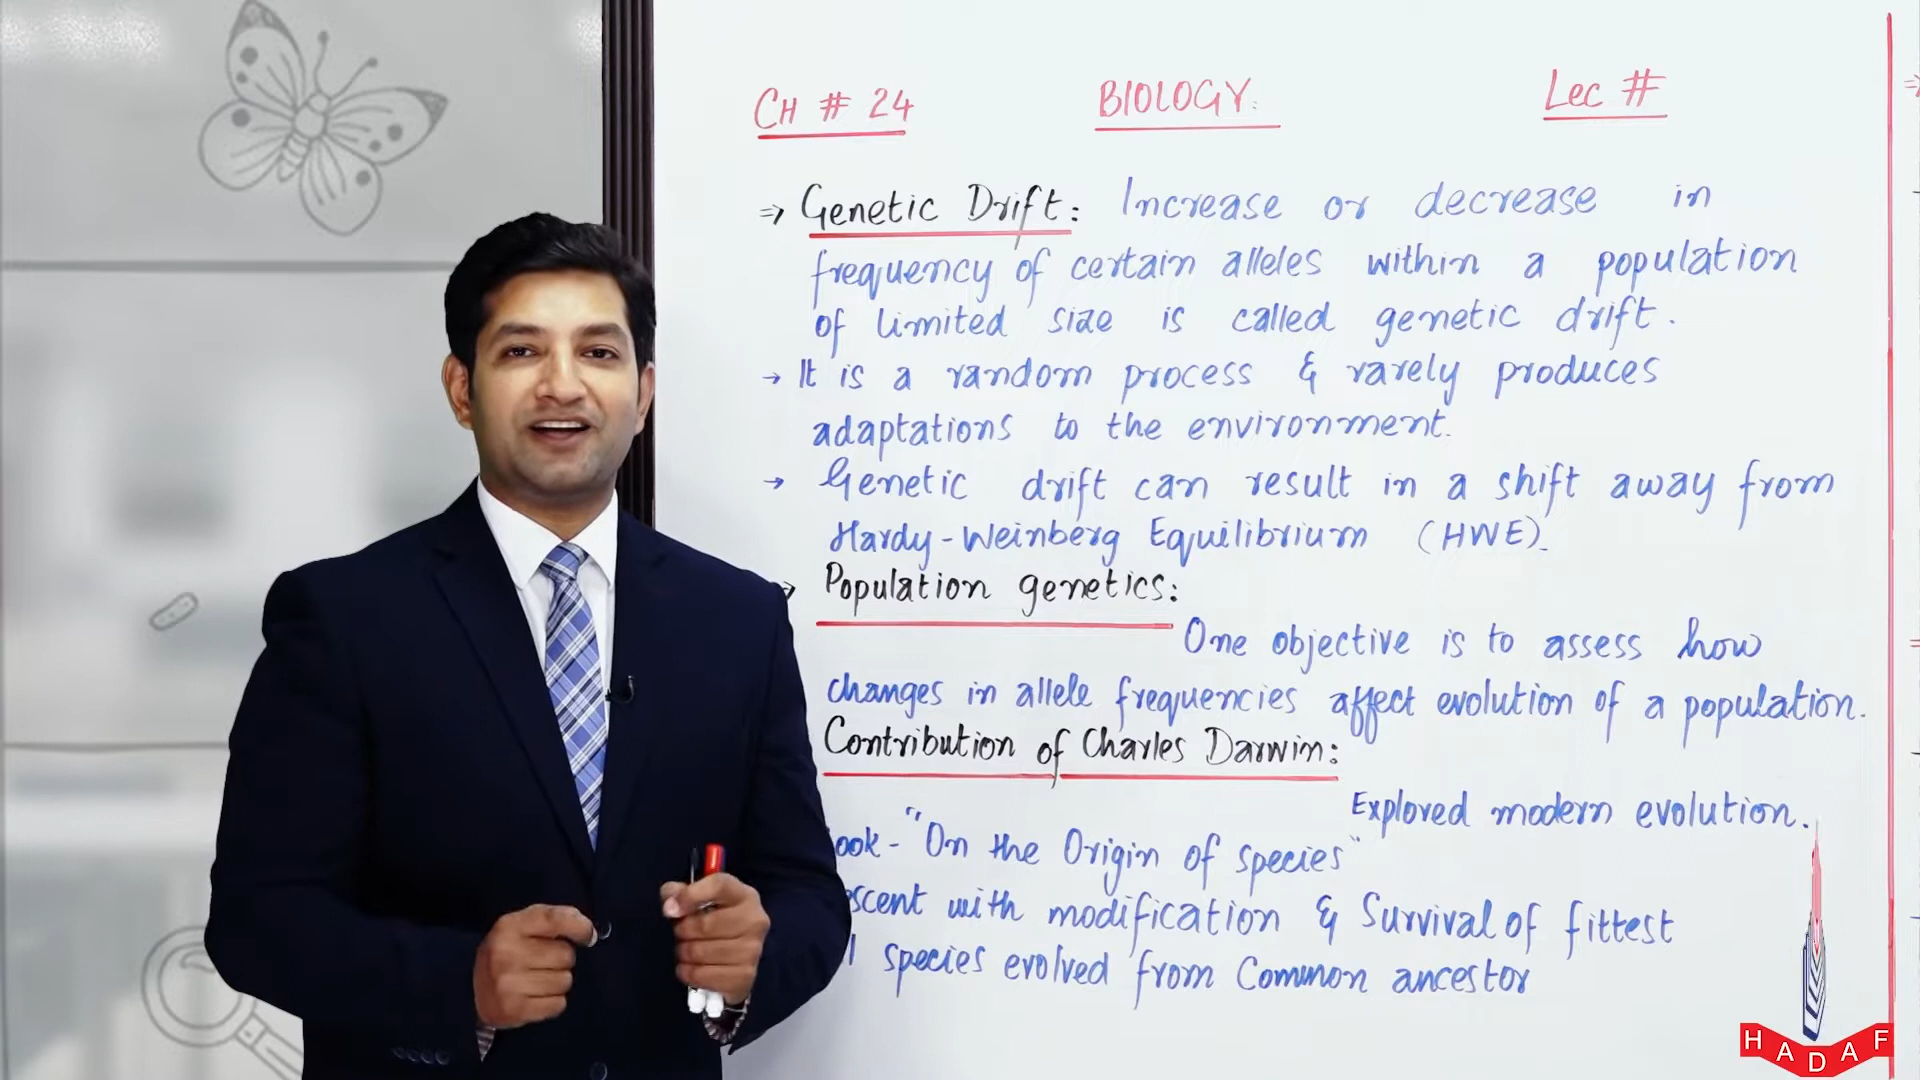 CH # 24
BIOLOGY.
Lec #
⇒ Genetic Drift: Increase or decrease in
frequency of certain alleles within a population
of limited size is called genetic drift.
→ It is a random process & rarely produces
adaptations to the environment.
→ Genetic drift can result in a shift away from
Hardy-Weinberg Equilibrium (HWE).
Population genetics:
One objective is to assess how
changes in allele frequencies affect evolution of a population.
Contribution of Charles Darwin:
Explored modern evolution.
ook - "On the Origin of species"
escent with modification & Survival of fittest
l species evolved from Common ancestor
HADAF